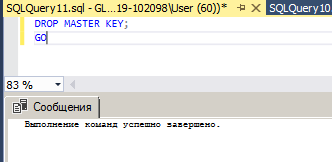 SQLQuery11.sql - GL...19-102098\User (60))*
SQLQuery10
DROP MASTER KEY;
GO
83 %
Сообщения
Выполнение команд успешно завершено.